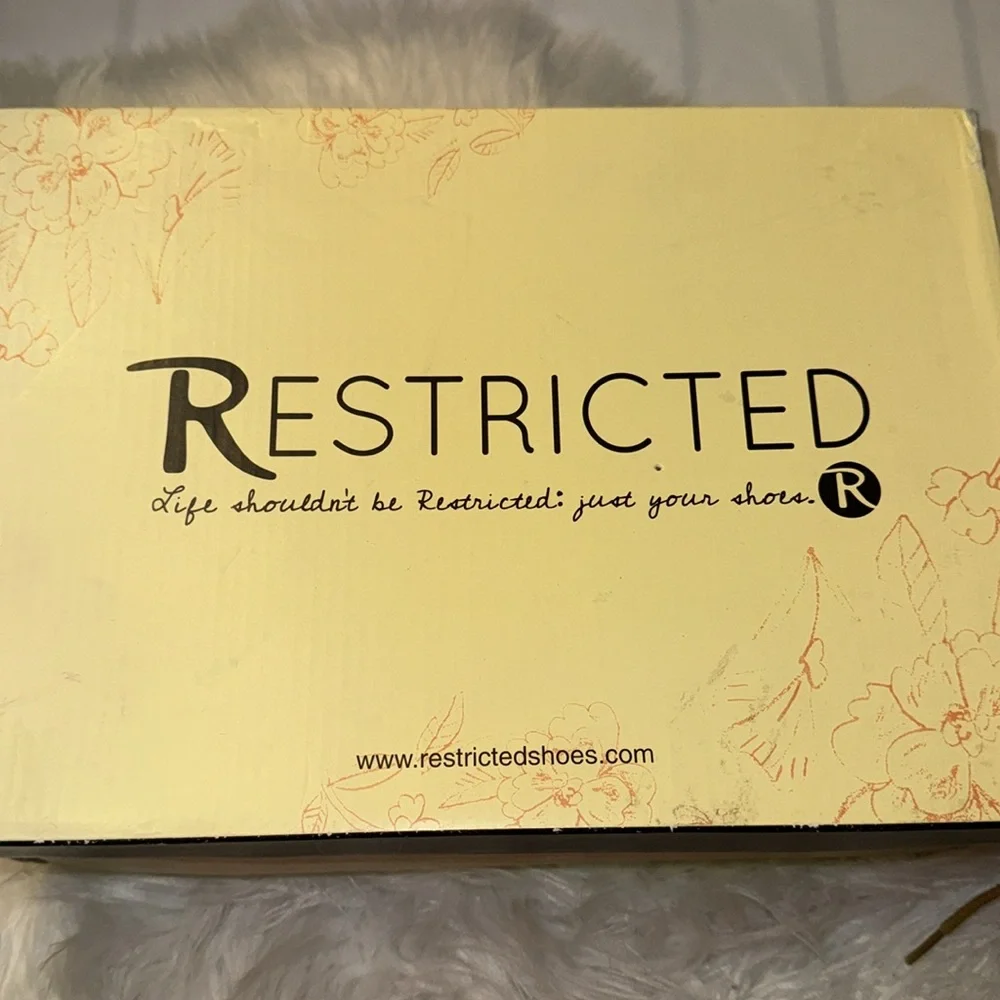 RESTRICTED
Life shouldn't be Restricted: just your shoes. R
www.restrictedshoes.com